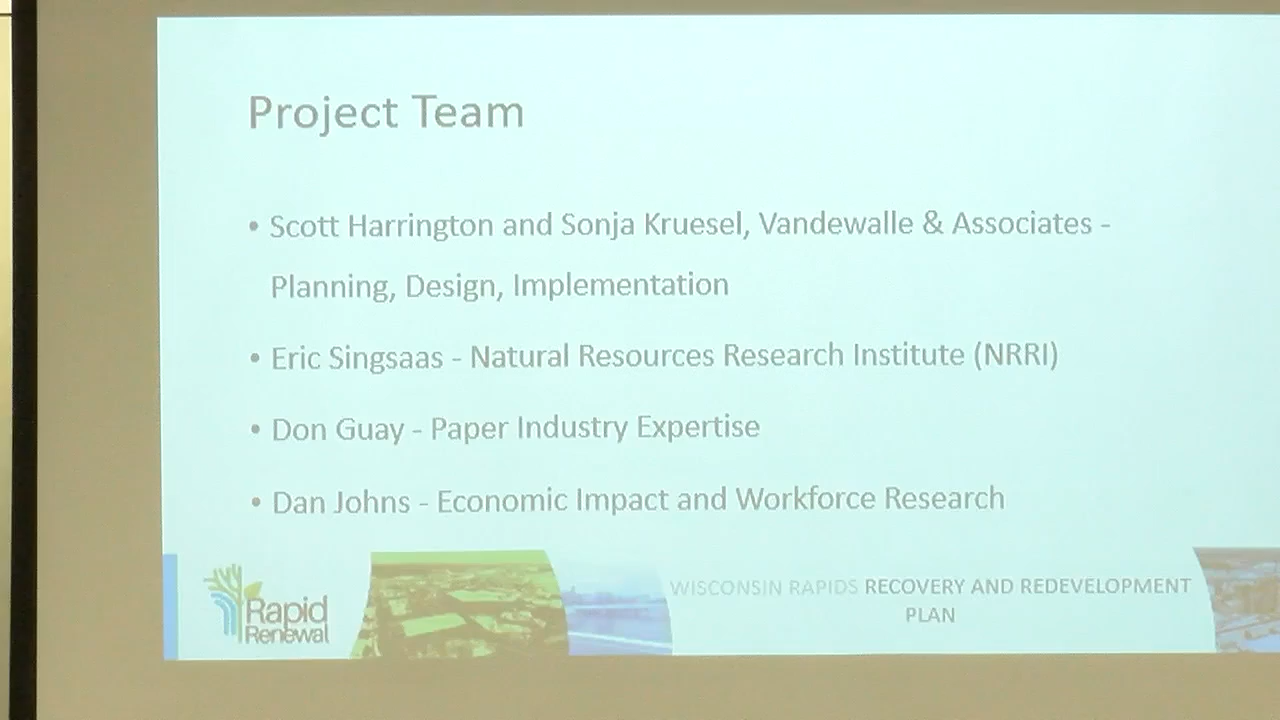 Project Team
• Scott Harrington and Sonja Kruesel, Vandewalle & Associates -
Planning, Design, Implementation
• Eric Singsaas - Natural Resources Research Institute (NRRI)
• Don Guay - Paper Industry Expertise
• Dan Johns - Economic Impact and Workforce Research
Rapid
Renewal
WISCONSIN RAPIDS RECOVERY AND REDEVELOPMENT
PLAN